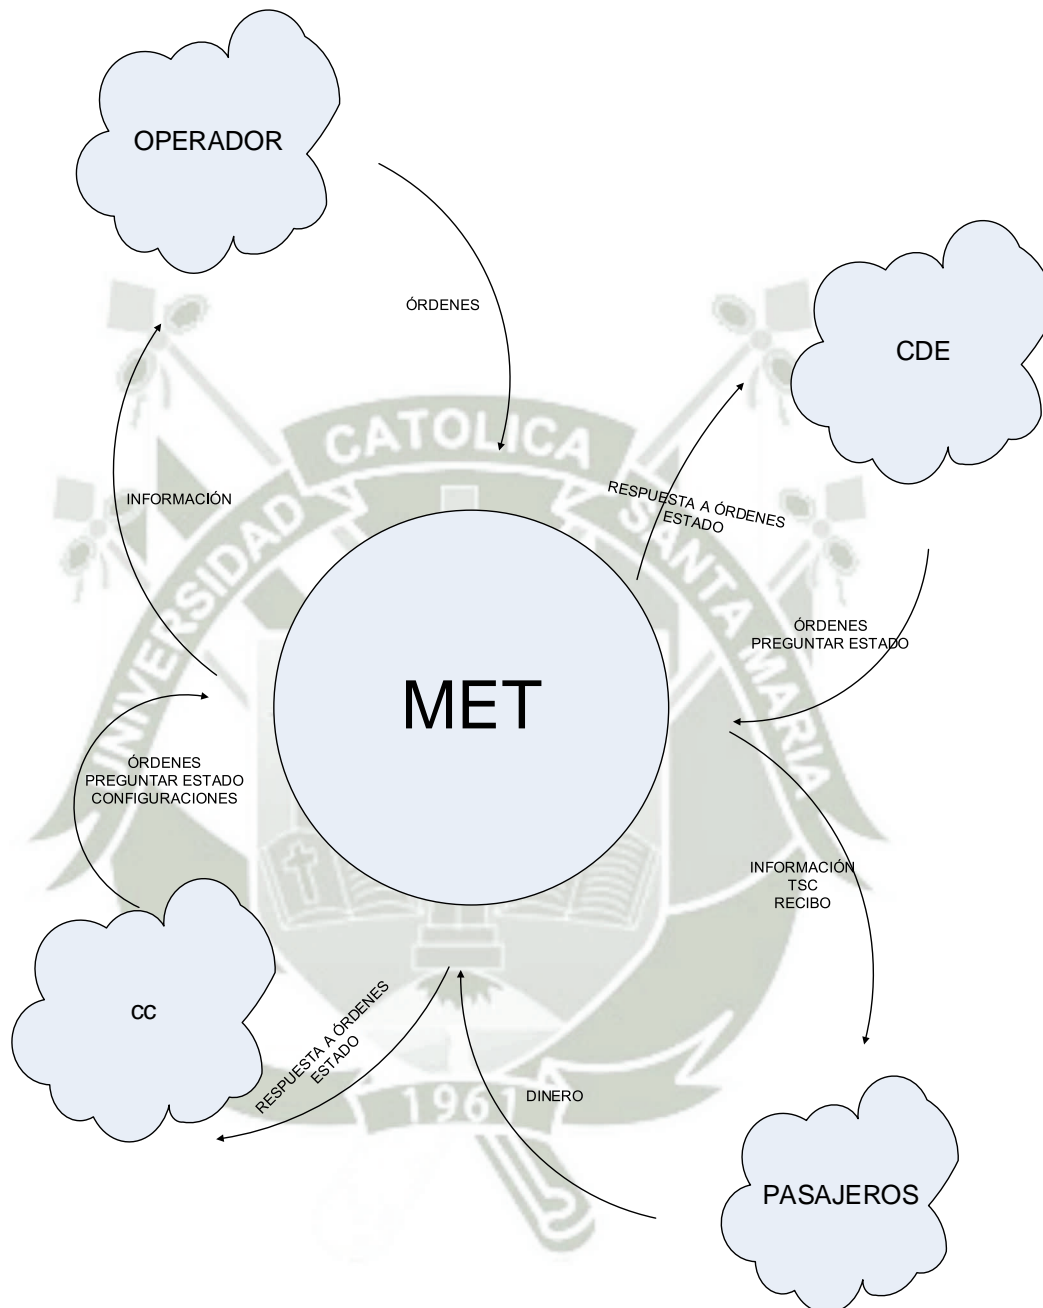 OPERADOR
ÓRDENES
CDE
CATOLICA
INFORMACIÓN
RESPUESTA A ÓRDENES
ESTADO
UNIVERSIDAD
SANTA MARIA
ÓRDENES
PREGUNTAR ESTADO
MET
ÓRDENES
PREGUNTAR ESTADO
CONFIGURACIONES
INFORMACIÓN
TSC
RECIBO
CC
RESPUESTA A ÓRDENES
ESTADO
1961
DINERO
PASAJEROS